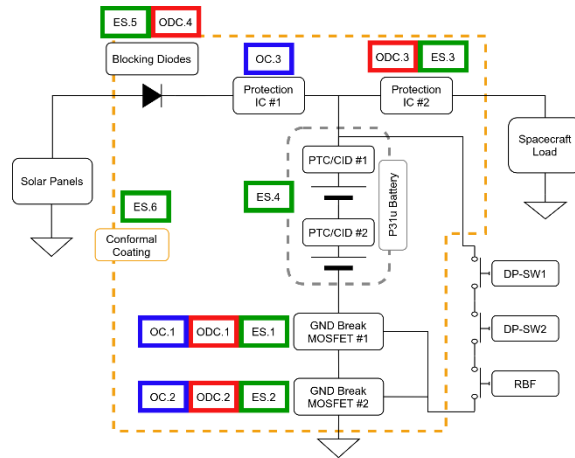 ES.5 ODC.4
Blocking Diodes
OC.3
ODC.3 ES.3
Protection
IC #1
Protection
IC #2
Spacecraft
Load
Solar Panels
PTC/CID #1
P31u Battery
ES.4
ES.6
PTC/CID #2
Conformal
Coating
DP-SW1
OC.1 ODC.1 ES.1
GND Break
MOSFET #1
DP-SW2
OC.2 ODC.2 ES.2
GND Break
MOSFET #2
RBF